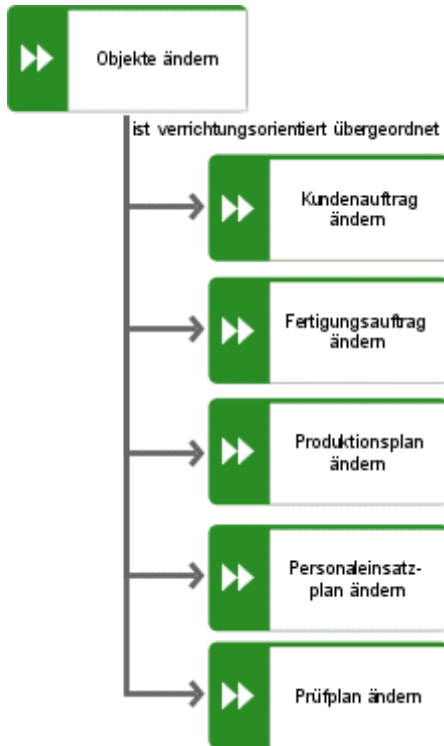 Objekte ändern
ist verrichtungsorientiert übergeordnet
Kundenauftrag
ändern
Fertigungsauftrag
ändern
Produktionsplan
ändern
Personaleinsatz-
plan ändern
Prüfplan ändern